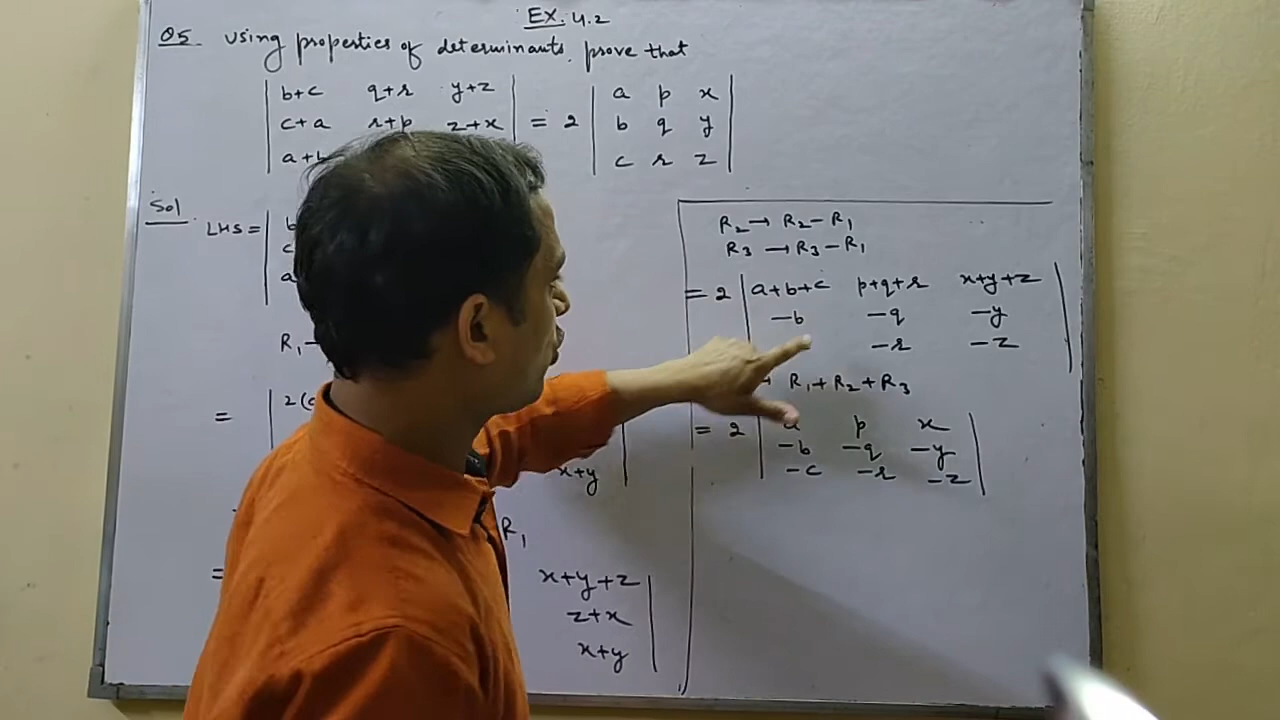 EX. 4.2
Q5. Using properties of determinants, prove that
| b+c q+r y+z | | a p x |
| c+a r+p z+x | = 2 | b q y |
| a+ | c r z |
Sol
LHS = | b
c
a
R₁
= | 2(
x+y |
R₁
= x+y+z |
z+x
x+y
R₂ → R₂ - R₁
R₃ → R₃ - R₁
= 2 | a+b+c p+q+r x+y+z |
-b -q -y
-r -z
R₁+R₂+R₃
= 2 | a p x |
-b -q -y
-c -r -z